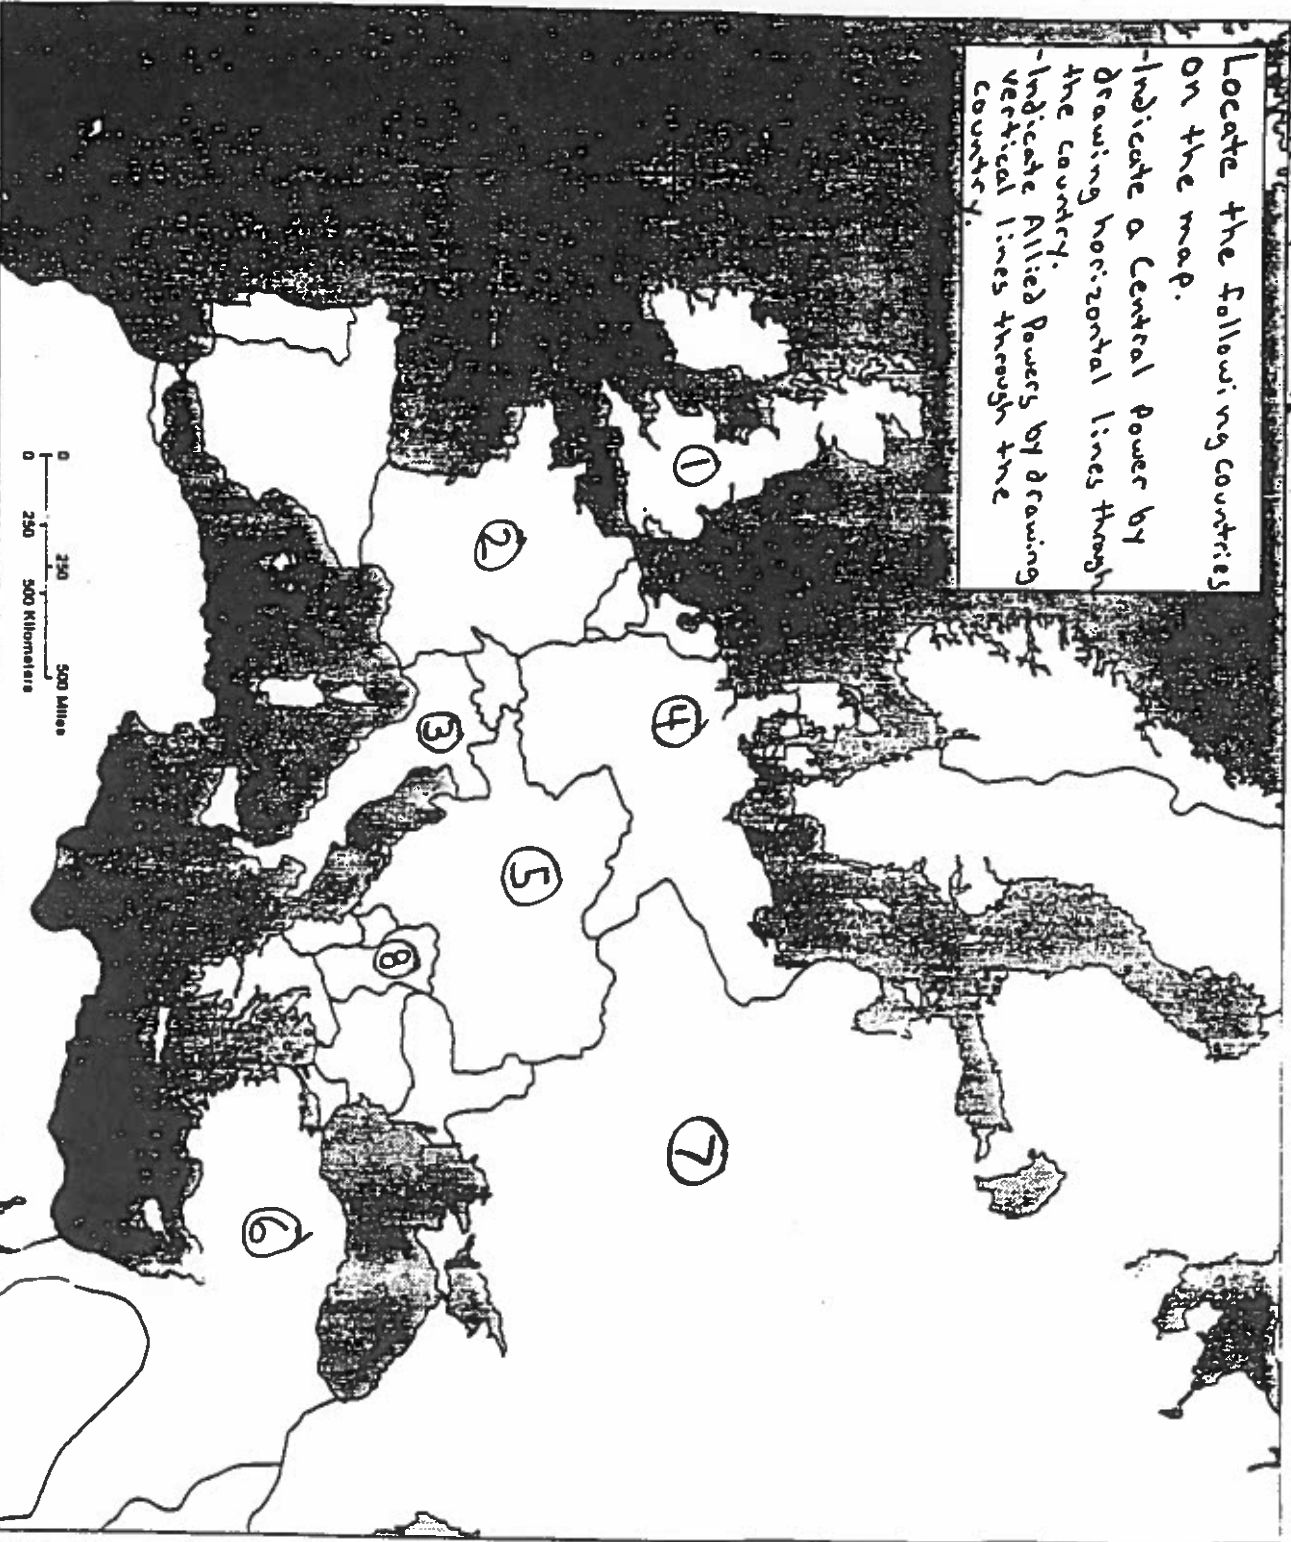 Locate the following countries
on the map.
-Indicate a Central Power by
drawing horizontal lines through
the country.
-Indicate Allied Powers by drawing
vertical lines through the
country.
1
2
3
4
5
6
7
8
0 250 500 Miles
0 250 500 Kilometers